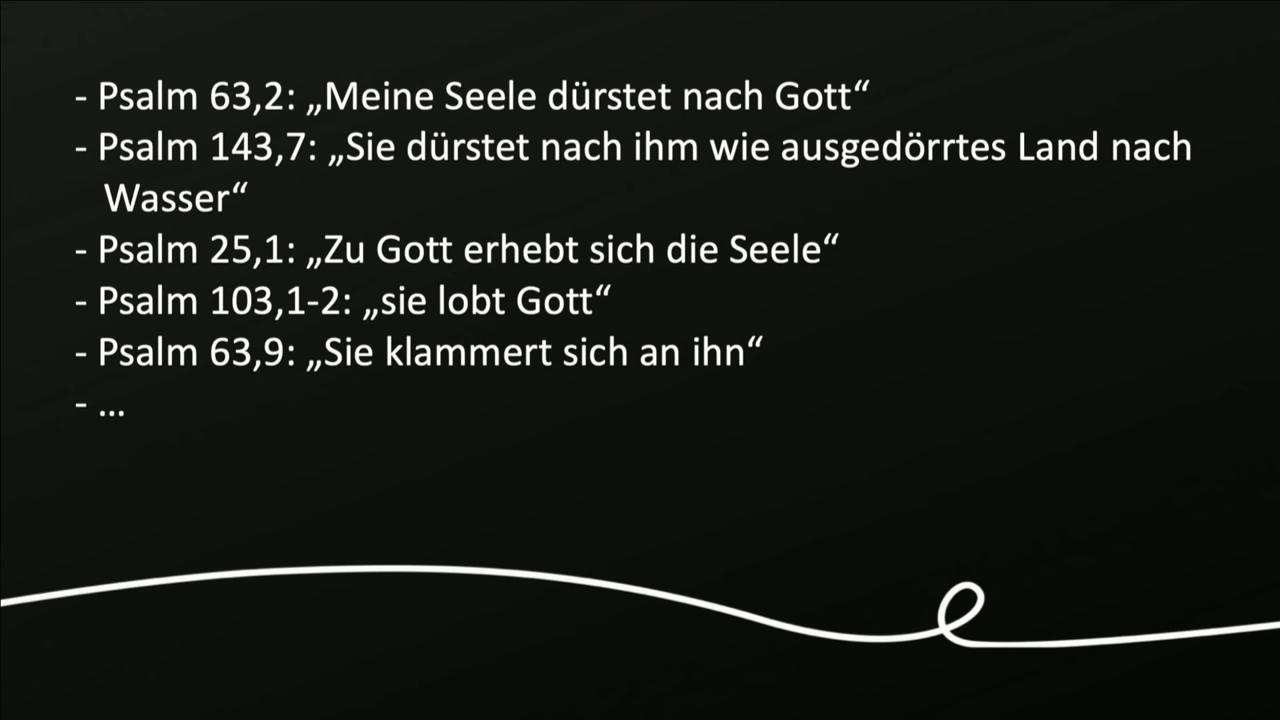 - Psalm 63,2: „Meine Seele dürstet nach Gott“
- Psalm 143,7: „Sie dürstet nach ihm wie ausgedörrtes Land nach
Wasser“
- Psalm 25,1: „Zu Gott erhebt sich die Seele“
- Psalm 103,1-2: „sie lobt Gott“
- Psalm 63,9: „Sie klammert sich an ihn“
- …